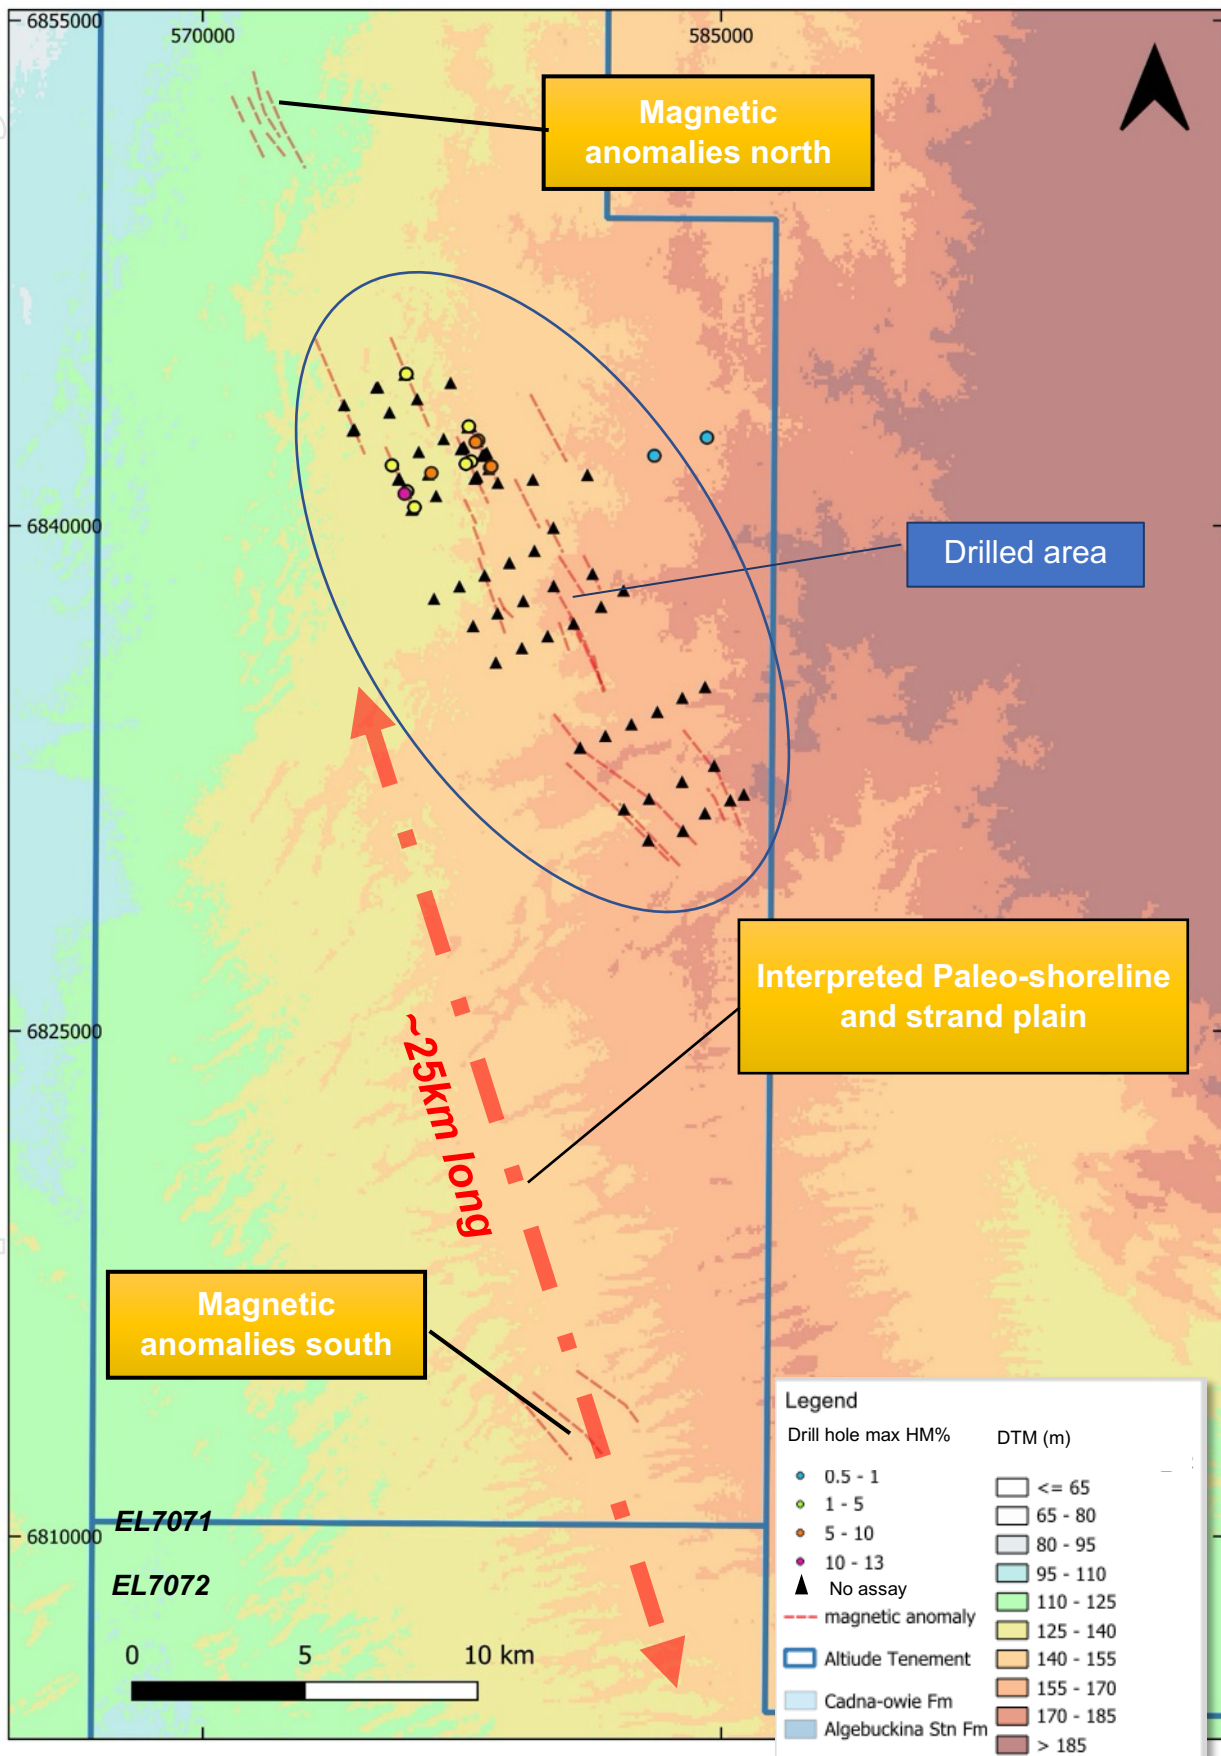 6855000
570000
585000
Magnetic
anomalies north
6840000
Drilled area
Interpreted Paleo-shoreline
and strand plain
6825000
~25km long
Magnetic
anomalies south
6810000
EL7071
EL7072
0 5 10 km
Legend
Drill hole max HM%
0.5 - 1
1 - 5
5 - 10
10 - 13
No assay
magnetic anomaly
Altiude Tenement
Cadna-owie Fm
Algebuckina Stn Fm
DTM (m)
<= 65
65 - 80
80 - 95
95 - 110
110 - 125
125 - 140
140 - 155
155 - 170
170 - 185
> 185